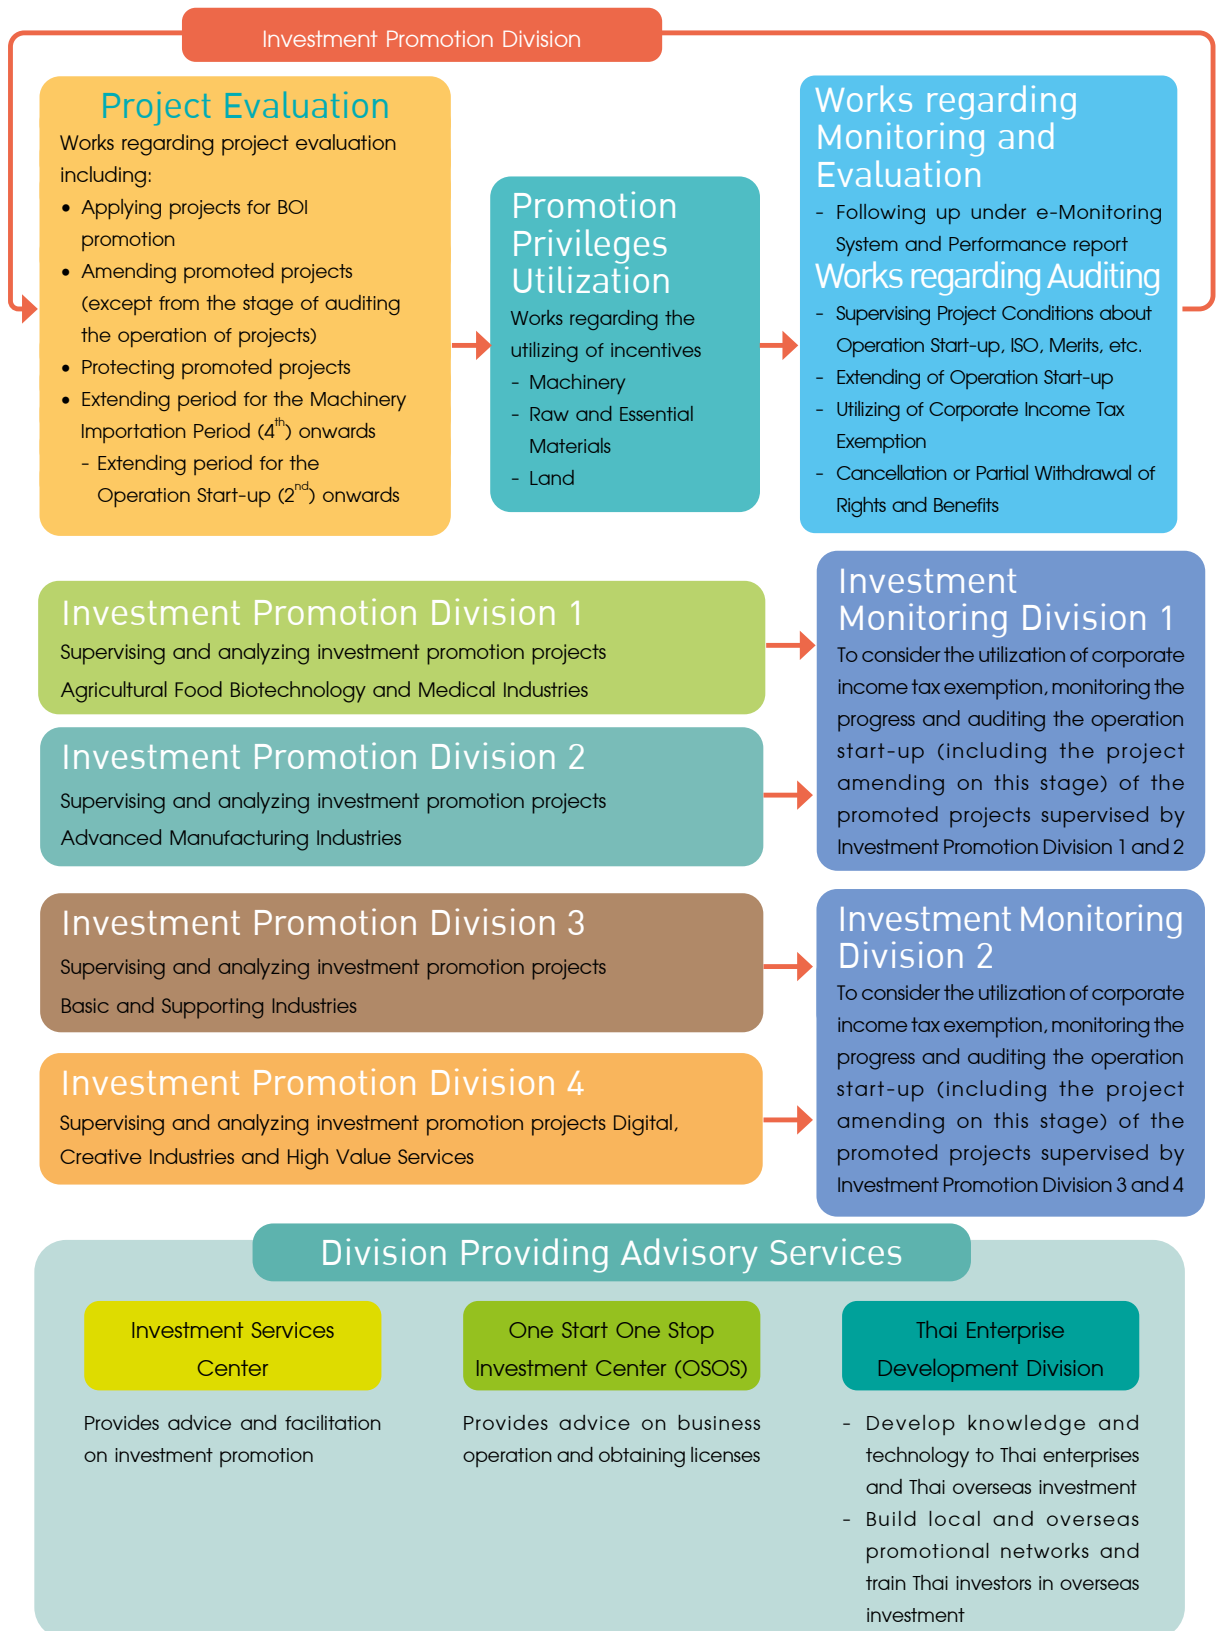 Investment Promotion Division
Project Evaluation
Works regarding project evaluation
including:
• Applying projects for BOI
promotion
• Amending promoted projects
(except from the stage of auditing
the operation of projects)
• Protecting promoted projects
• Extending period for the Machinery
Importation Period (4th) onwards
- Extending period for the
Operation Start-up (2nd) onwards
Promotion
Privileges
Utilization
Works regarding the
utilizing of incentives
- Machinery
- Raw and Essential
Materials
- Land
Works regarding
Monitoring and
Evaluation
- Following up under e-Monitoring
System and Performance report
Works regarding Auditing
- Supervising Project Conditions about
Operation Start-up, ISO, Merits, etc.
- Extending of Operation Start-up
- Utilizing of Corporate Income Tax
Exemption
- Cancellation or Partial Withdrawal of
Rights and Benefits
Investment Promotion Division 1
Supervising and analyzing investment promotion projects
Agricultural Food Biotechnology and Medical Industries
Investment Promotion Division 2
Supervising and analyzing investment promotion projects
Advanced Manufacturing Industries
Investment
Monitoring Division 1
To consider the utilization of corporate
income tax exemption, monitoring the
progress and auditing the operation
start-up (including the project
amending on this stage) of the
promoted projects supervised by
Investment Promotion Division 1 and 2
Investment Promotion Division 3
Supervising and analyzing investment promotion projects
Basic and Supporting Industries
Investment Promotion Division 4
Supervising and analyzing investment promotion projects Digital,
Creative Industries and High Value Services
Investment Monitoring
Division 2
To consider the utilization of corporate
income tax exemption, monitoring the
progress and auditing the operation
start-up (including the project
amending on this stage) of the
promoted projects supervised by
Investment Promotion Division 3 and 4
Division Providing Advisory Services
Investment Services
Center
Provides advice and facilitation
on investment promotion
One Start One Stop
Investment Center (OSOS)
Provides advice on business
operation and obtaining licenses
Thai Enterprise
Development Division
- Develop knowledge and
technology to Thai enterprises
and Thai overseas investment
- Build local and overseas
promotional networks and
train Thai investors in overseas
investment